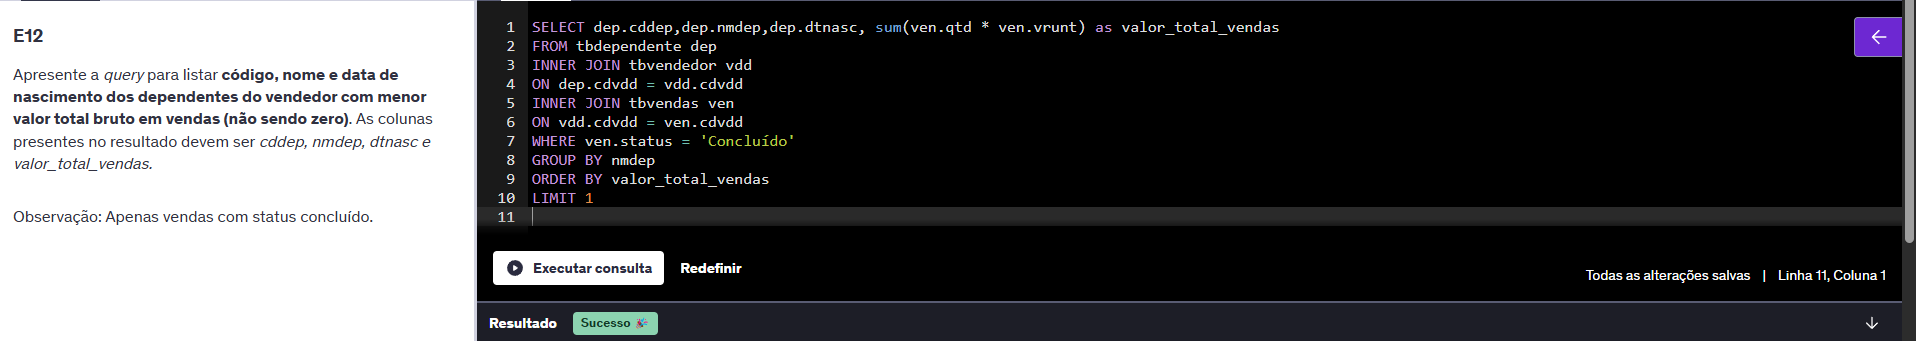 E12
Apresente a query para listar código, nome e data de
nascimento dos dependentes do vendedor com menor
valor total bruto em vendas (não sendo zero). As colunas
presentes no resultado devem ser cddep, nmdep, dtnasc e
valor_total_vendas.
Observação: Apenas vendas com status concluído.
1 SELECT dep.cddep,dep.nmdep,dep.dtnasc, sum(ven.qtd * ven.vrunt) as valor_total_vendas
2 FROM tbdependente dep
3 INNER JOIN tbvendedor vdd
4 ON dep.cdvdd = vdd.cdvdd
5 INNER JOIN tbvendas ven
6 ON vdd.cdvdd = ven.cdvdd
7 WHERE ven.status = 'Concluído'
8 GROUP BY nmdep
9 ORDER BY valor_total_vendas
10 LIMIT 1
11
Executar consulta Redefinir
Todas as alterações salvas | Linha 11, Coluna 1
Resultado Sucesso 🎉